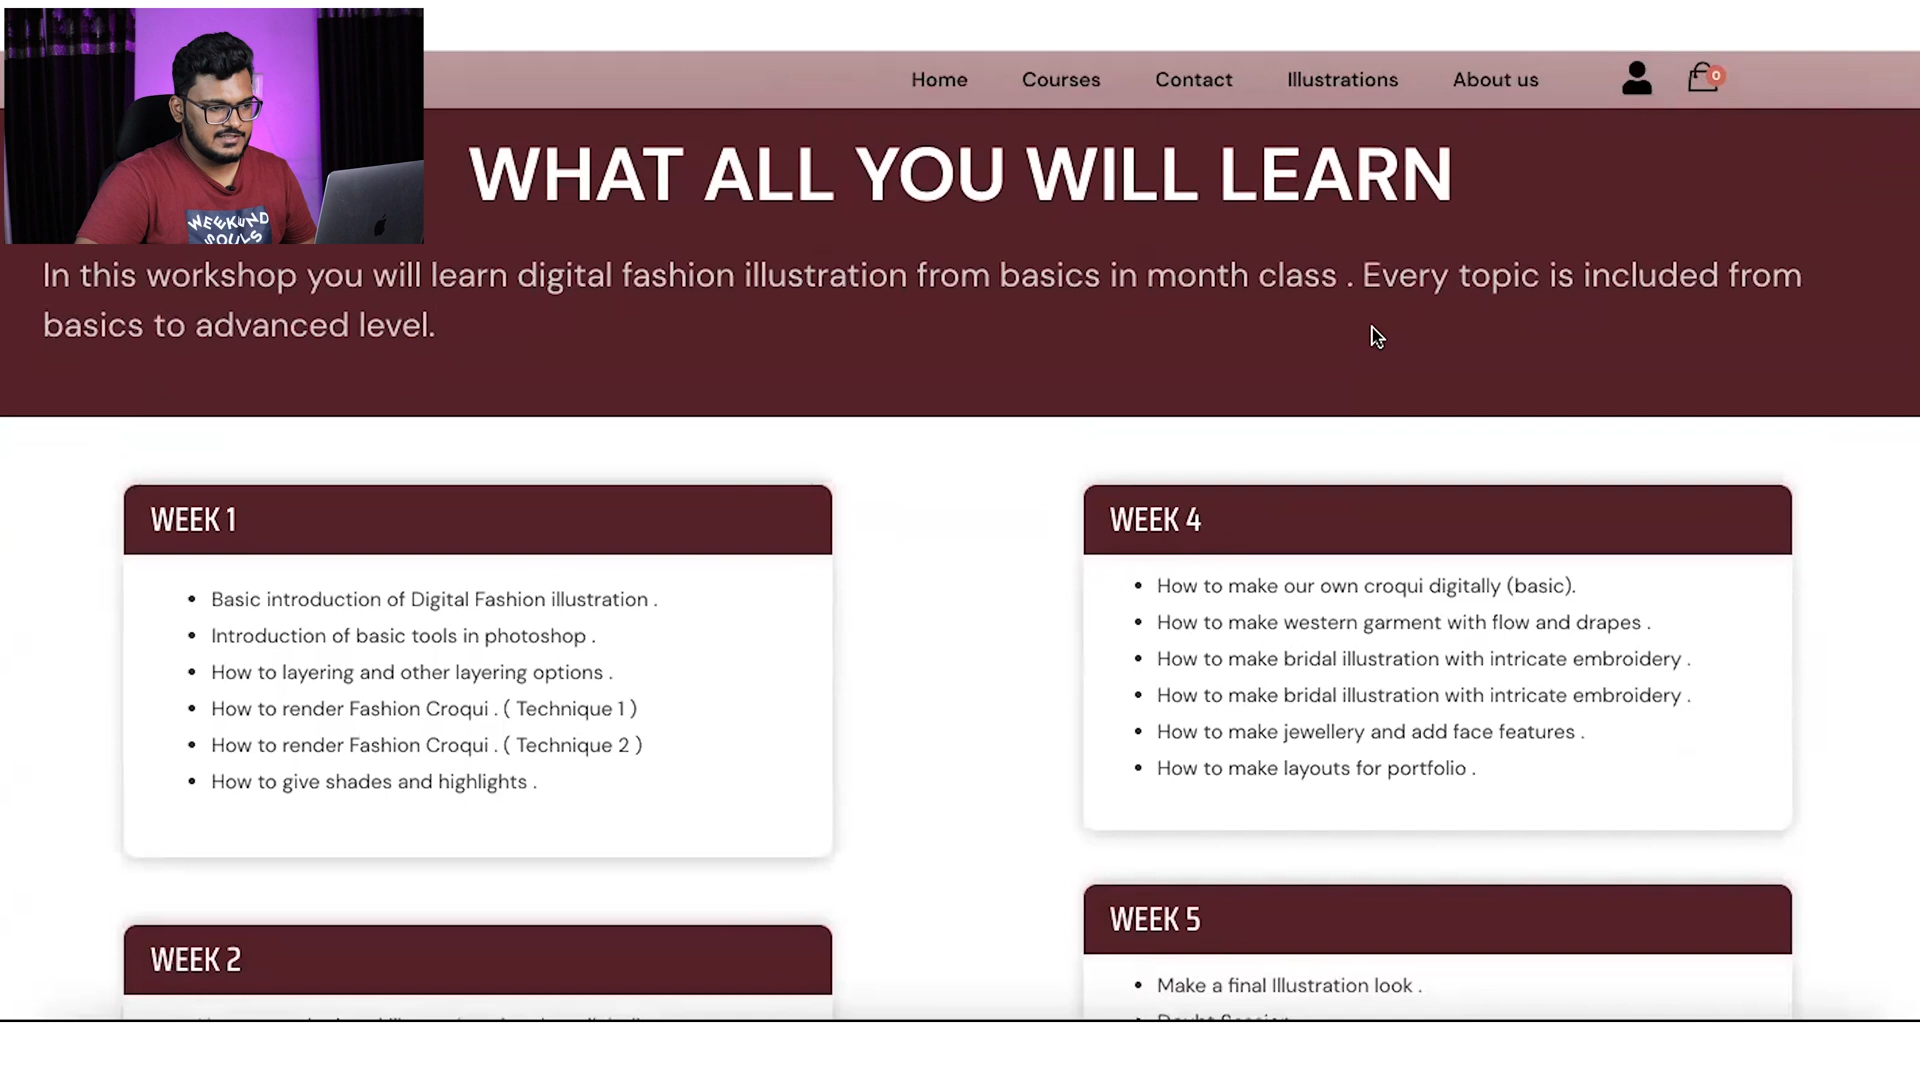 WEEKEND
SOULS
Home Courses Contact Illustrations About us 0
WHAT ALL YOU WILL LEARN
In this workshop you will learn digital fashion illustration from basics in month class . Every topic is included from
basics to advanced level.
WEEK 1
• Basic introduction of Digital Fashion illustration .
• Introduction of basic tools in photoshop .
• How to layering and other layering options .
• How to render Fashion Croqui . ( Technique 1 )
• How to render Fashion Croqui . ( Technique 2 )
• How to give shades and highlights .
WEEK 2
WEEK 4
• How to make our own croqui digitally (basic).
• How to make western garment with flow and drapes .
• How to make bridal illustration with intricate embroidery .
• How to make bridal illustration with intricate embroidery .
• How to make jewellery and add face features .
• How to make layouts for portfolio .
WEEK 5
• Make a final Illustration look .
• Doubt Session